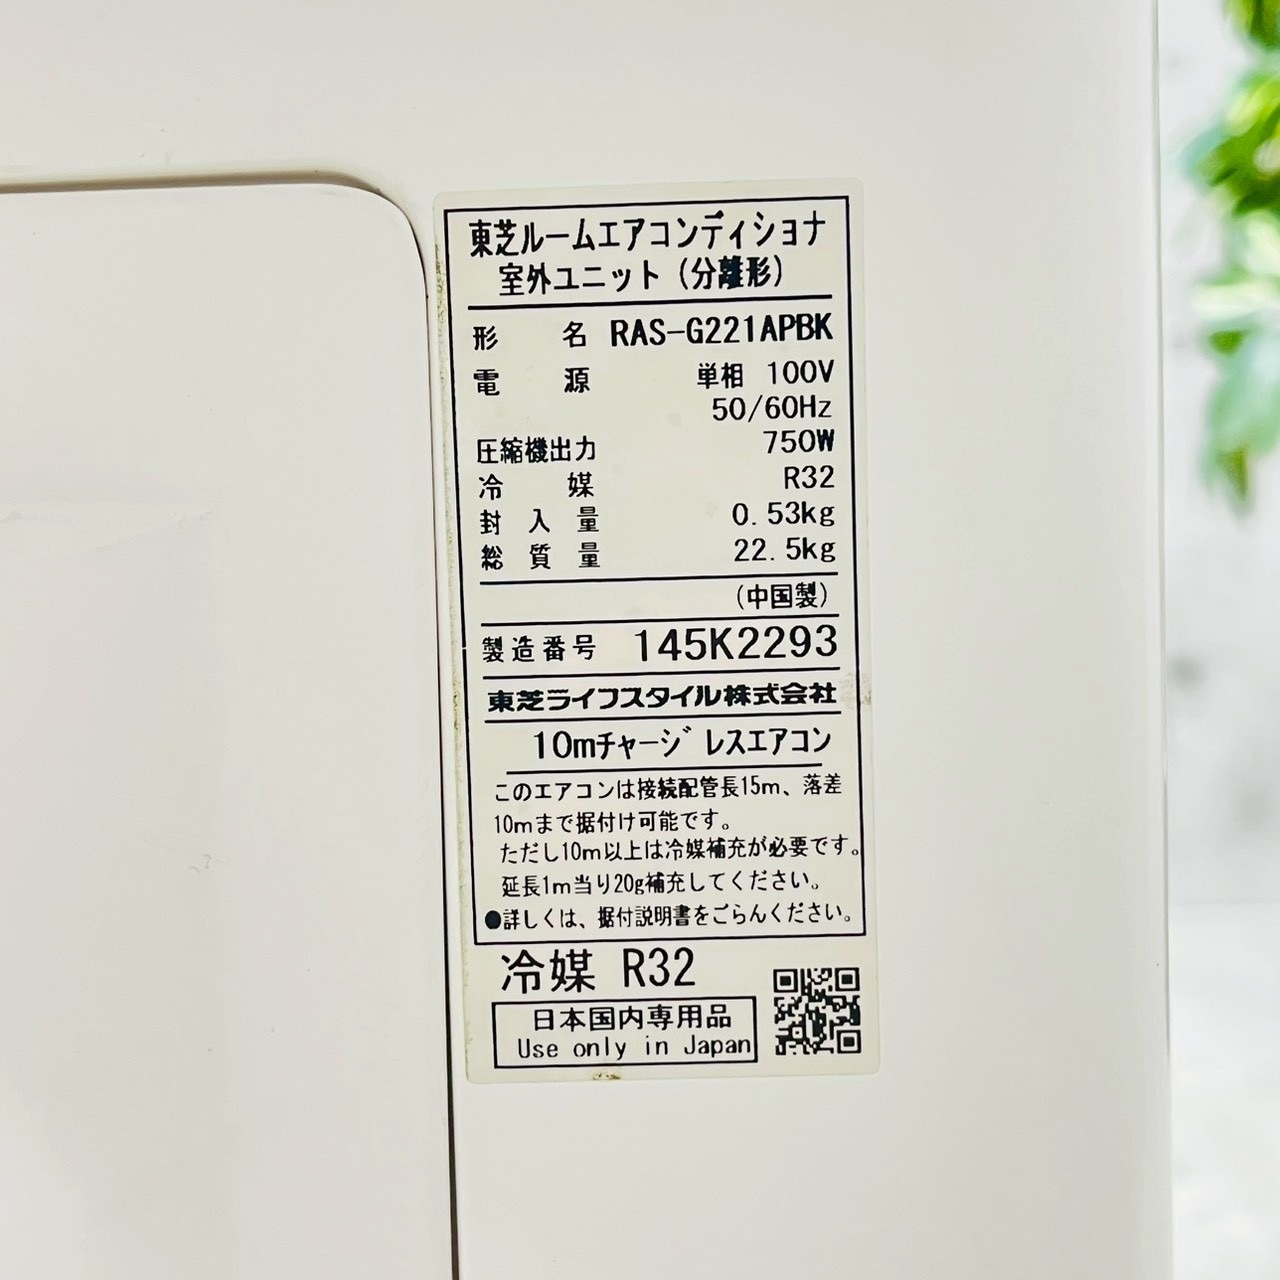 東芝ルームエアコンディショナ
室外ユニット（分離形）
形名 RAS-G221APBK
電源 単相 100V
50/60Hz
圧縮機出力 750W
冷媒 R32
封入量 0.53kg
総質量 22.5kg
（中国製）
製造番号 145K2293
東芝ライフスタイル株式会社
10mﾁｬｰｼﾞﾚｽエアコン
このエアコンは接続配管長15m、落差
10mまで据付け可能です。
ただし10m以上は冷媒補充が必要です。
延長1m当り20g補充してください。
●詳しくは、据付説明書をごらんください。
冷媒 R32
日本国内専用品
Use only in Japan